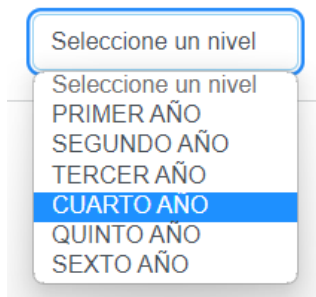 Seleccione un nivel
Seleccione un nivel
PRIMER AÑO
SEGUNDO AÑO
TERCER AÑO
CUARTO AÑO
QUINTO AÑO
SEXTO AÑO